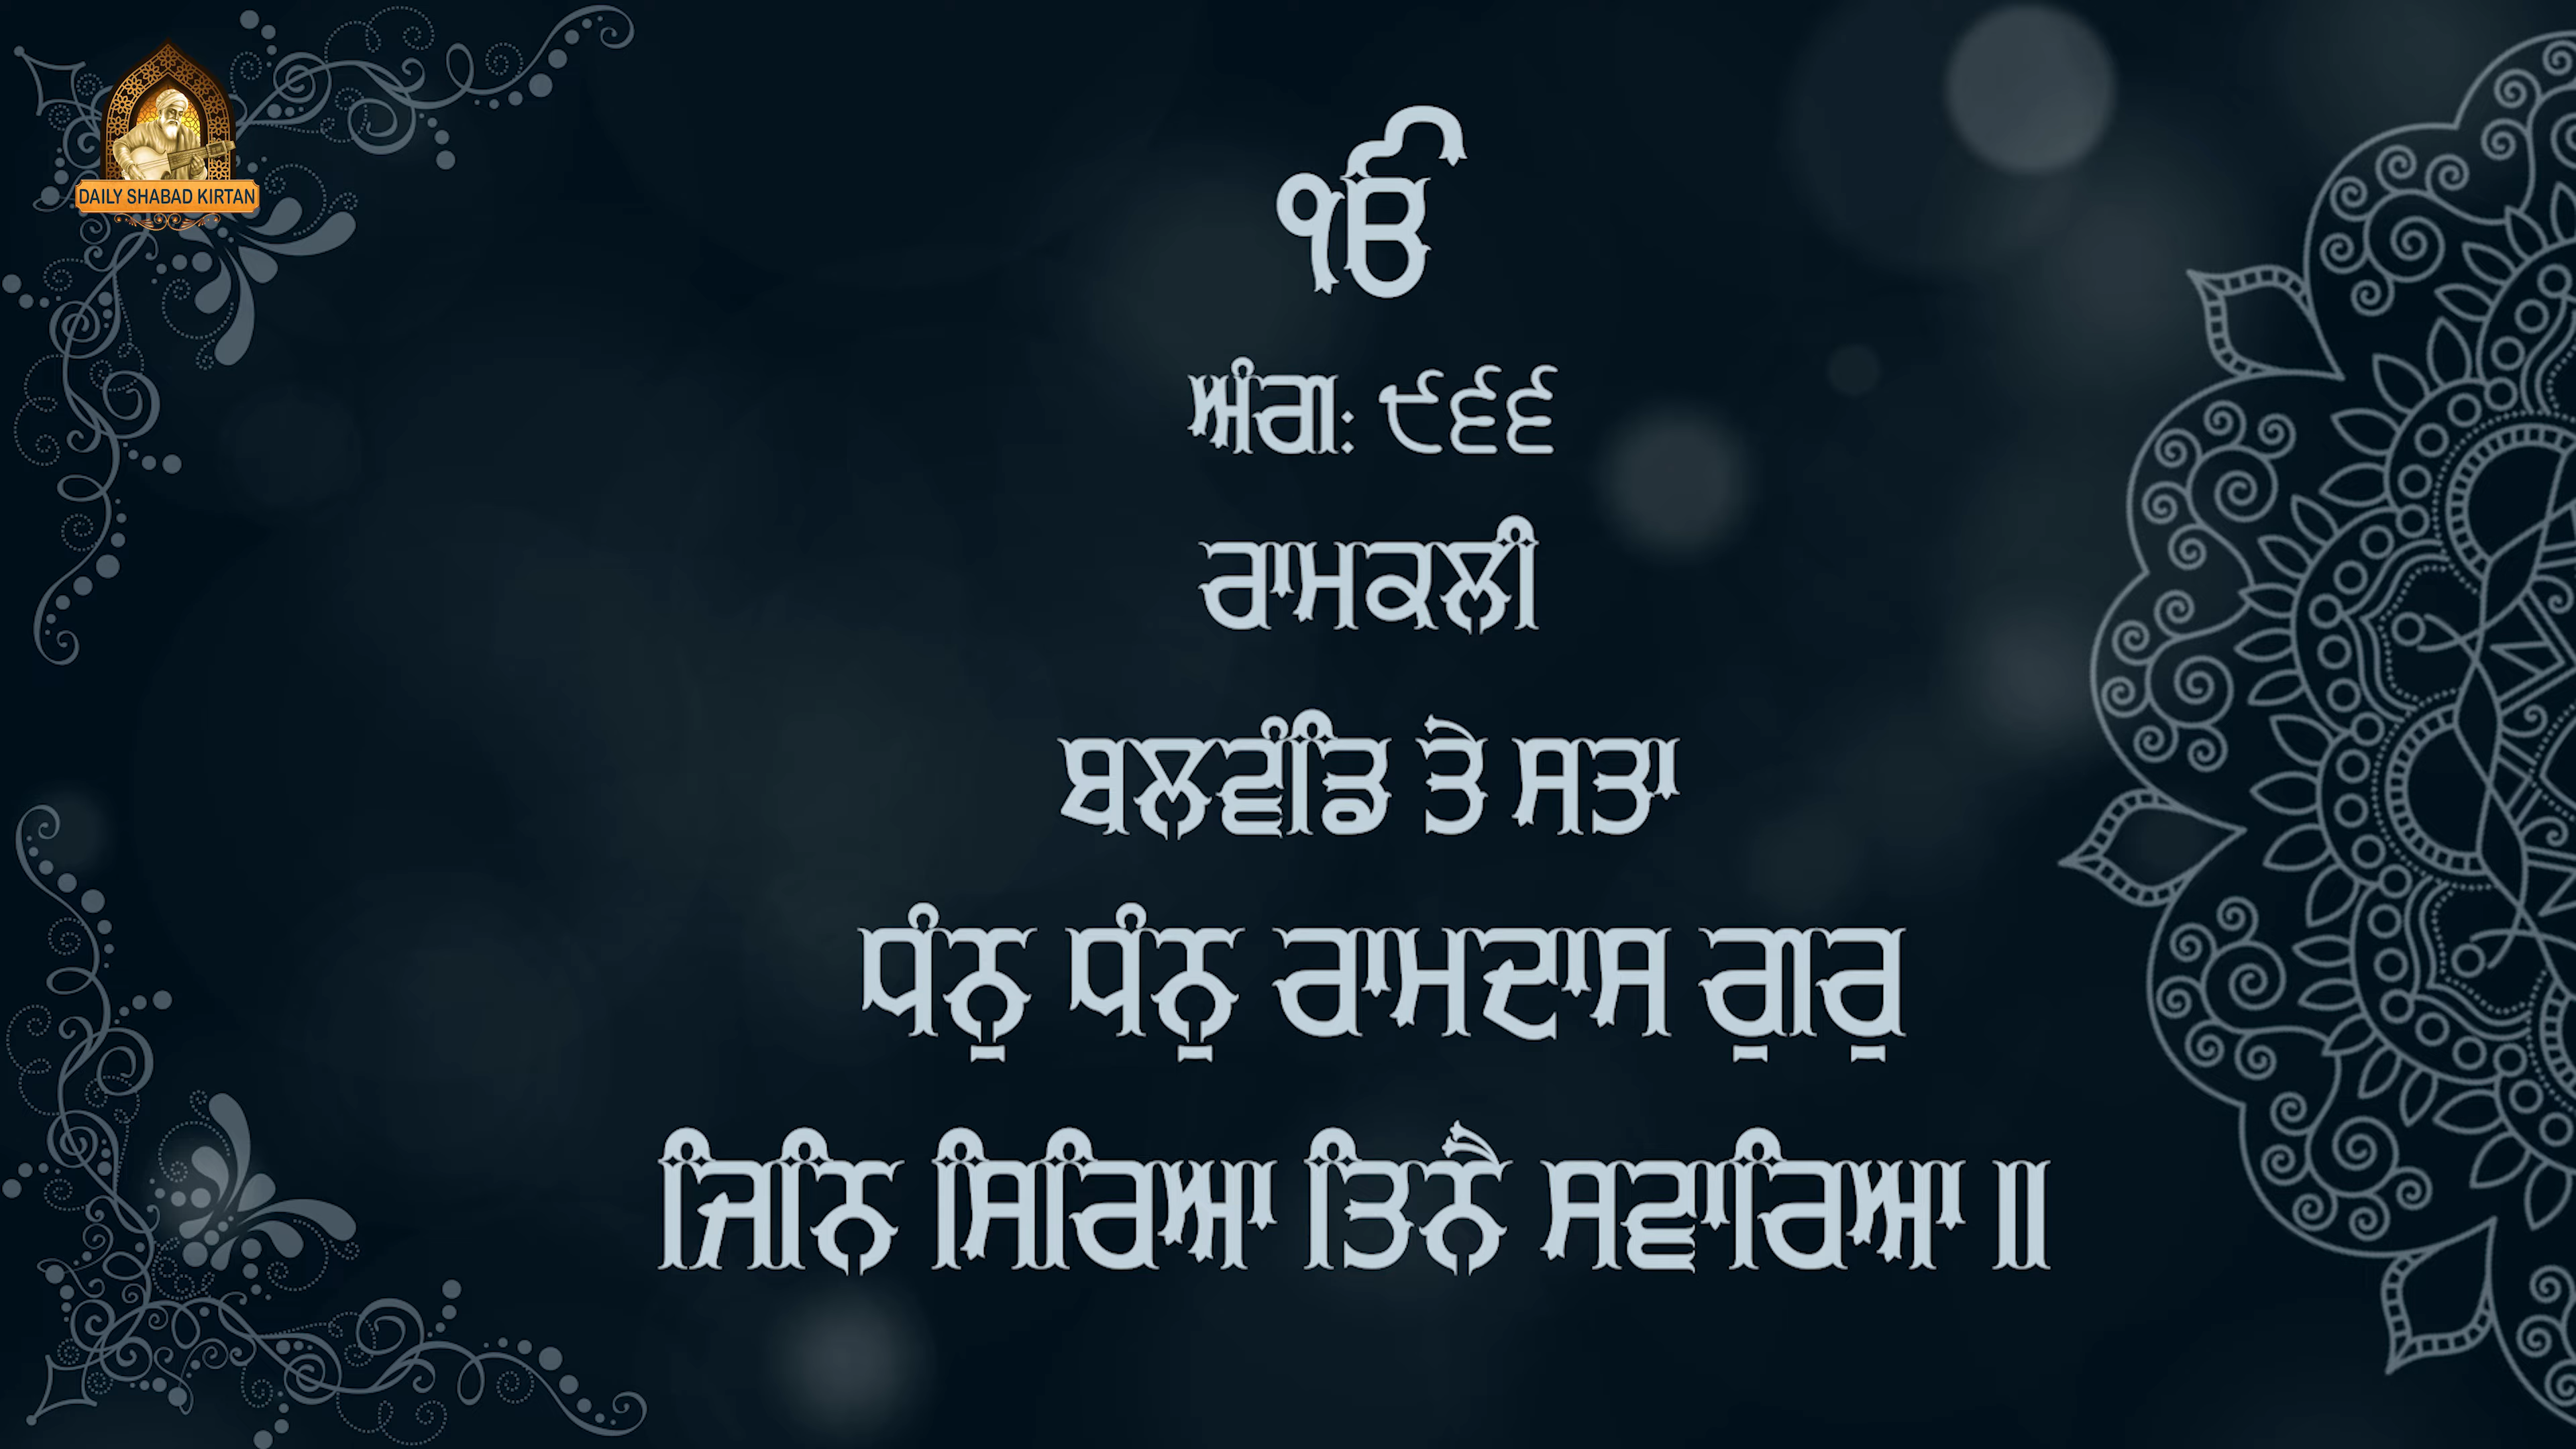 DAILY SHABAD KIRTAN
ੴ
ਅੰਗ: ੯੬੬
ਰਾਮਕਲੀ
ਬਲਵੰਡਿ ਤੇ ਸਤਾ
ਧੰਨੁ ਧੰਨੁ ਰਾਮਦਾਸ ਗੁਰੁ
ਜਿਨਿ ਸਿਰਿਆ ਤਿਨੈ ਸਵਾਰਿਆ ॥